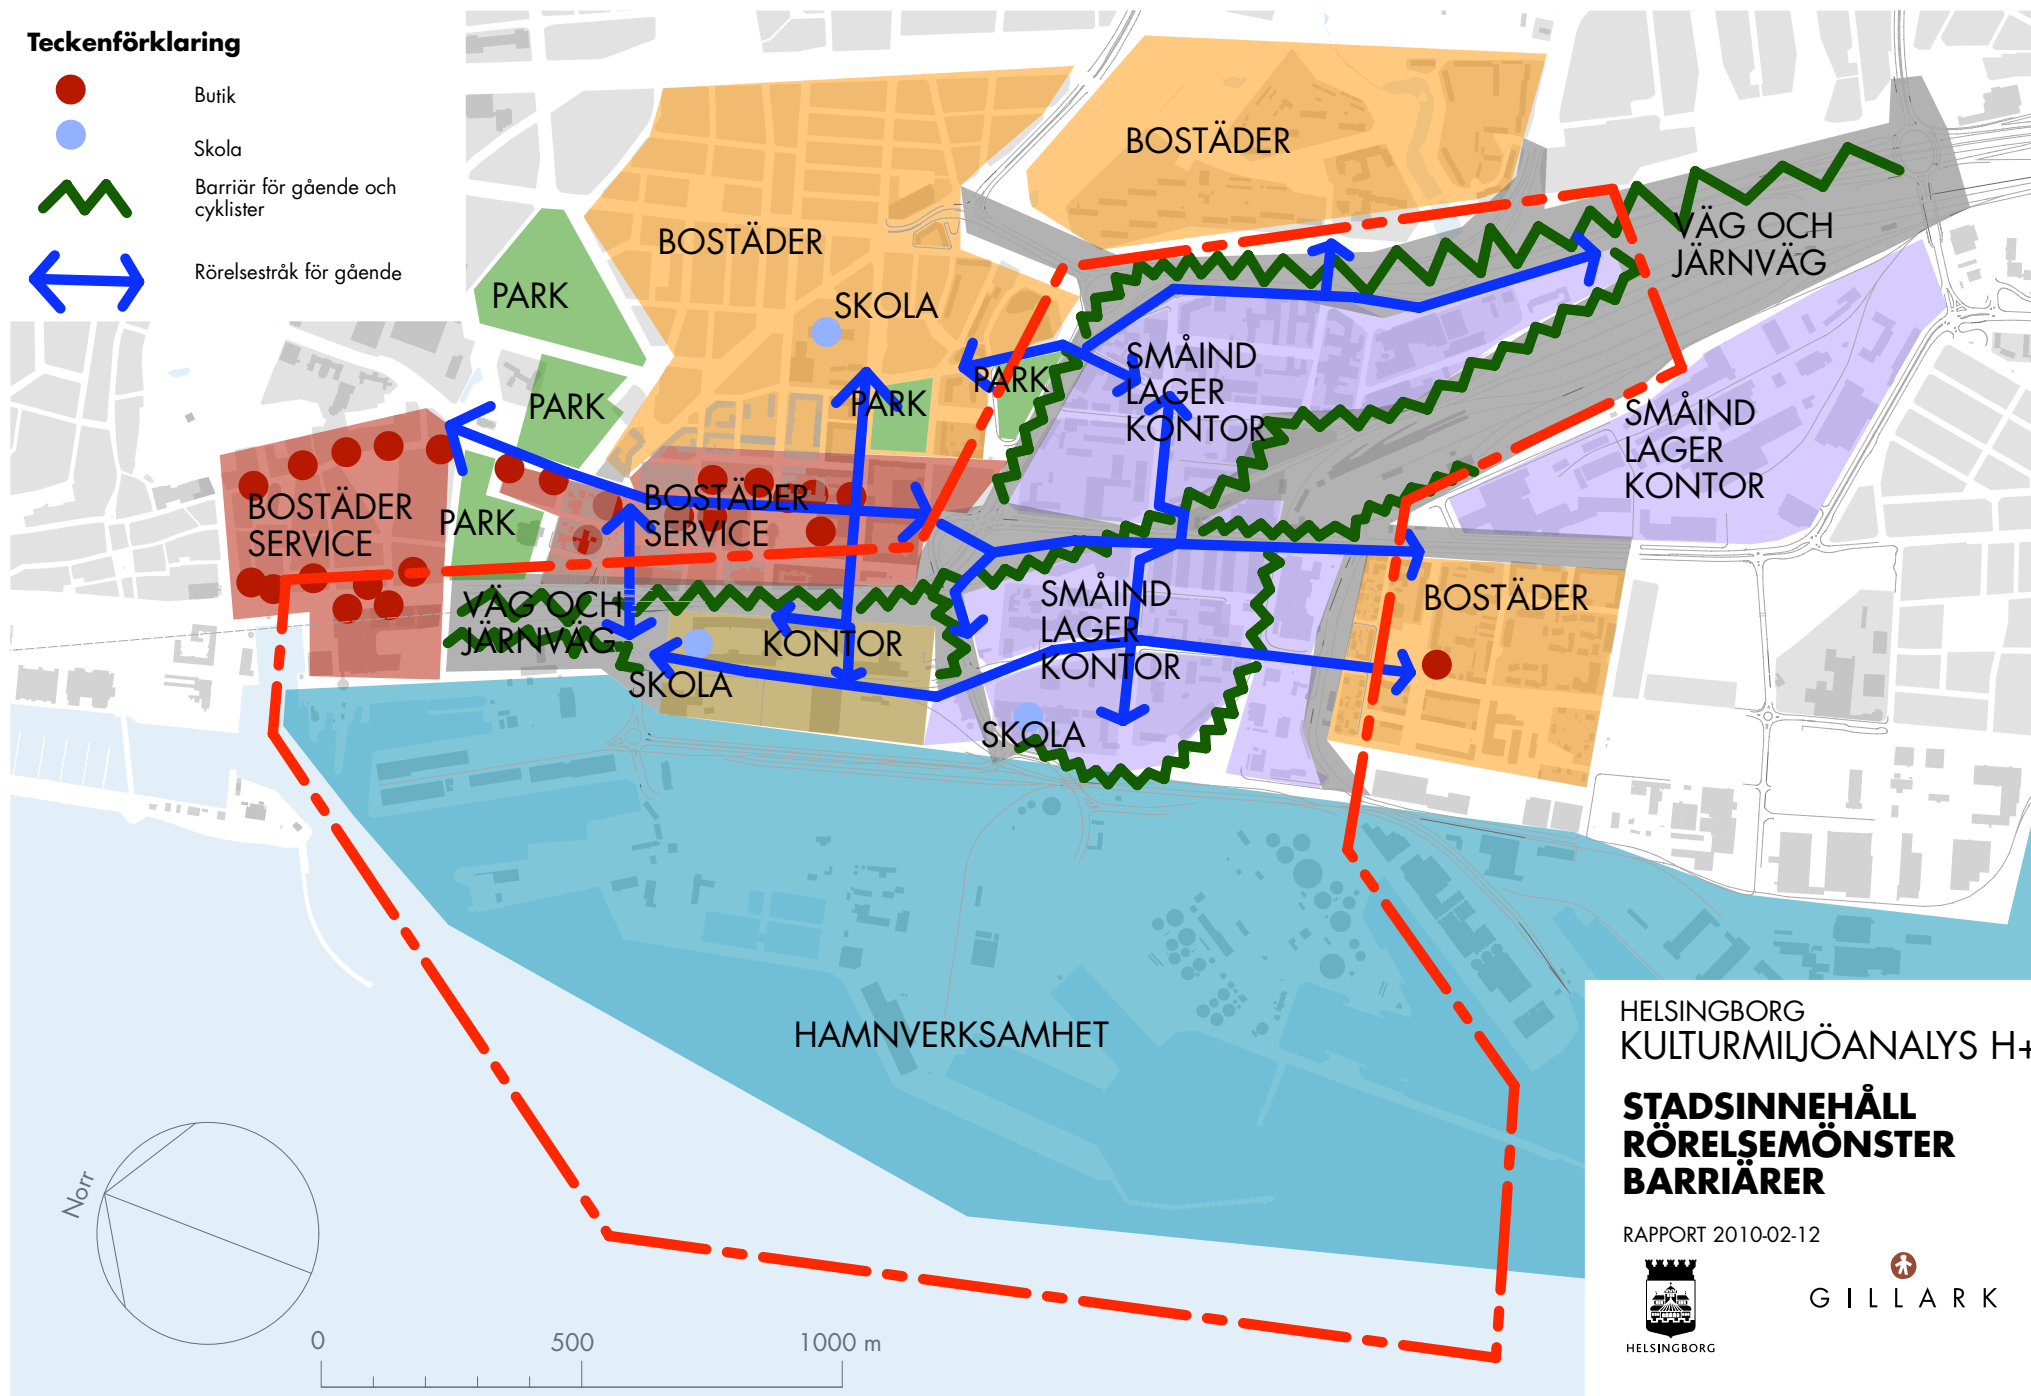 Teckenförklaring
Butik
Skola
Barriär för gående och
cyklister
Rörelsestråk för gående
BOSTÄDER
BOSTÄDER
VÄG OCH
JÄRNVÄG
PARK
SKOLA
PARK
PARK
PARK
PARK
SMÅIND
LAGER
KONTOR
SMÅIND
LAGER
KONTOR
BOSTÄDER
SERVICE
BOSTÄDER
SERVICE
VÄG OCH
JÄRNVÄG
KONTOR
SKOLA
SMÅIND
LAGER
KONTOR
SKOLA
BOSTÄDER
HAMNVERKSAMHET
Norr
0 500 1000 m
HELSINGBORG
KULTURMILJÖANALYS H+
STADSINNEHÅLL
RÖRELSEMÖNSTER
BARRIÄRER
RAPPORT 2010-02-12
HELSINGBORG
GILLARK